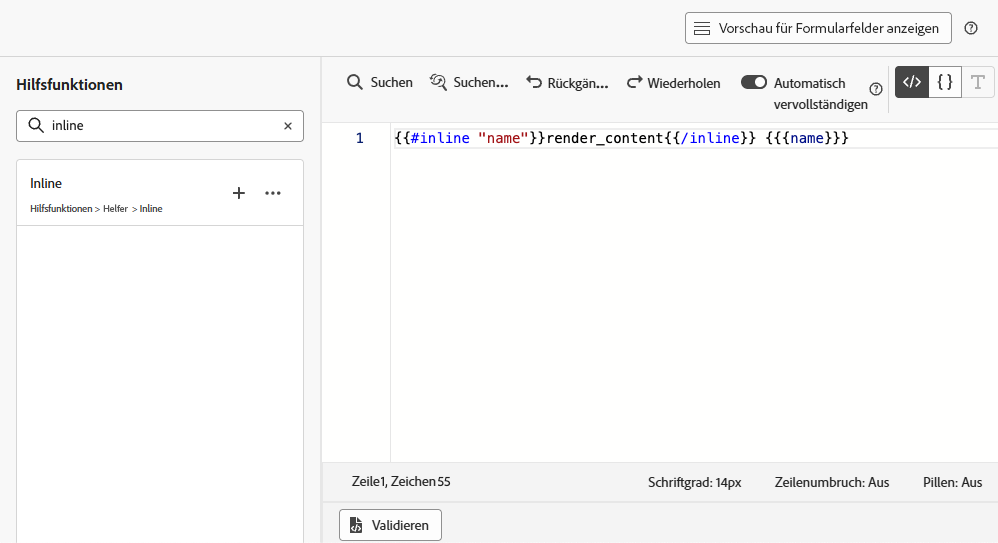 Vorschau für Formularfelder anzeigen
Hilfsfunktionen
inline
Inline
Hilfsfunktionen > Helfer > Inline
Suchen
Suchen...
Rückgän...
Wiederholen
Automatisch
vervollständigen
</>
{ }
T
1
{{#inline "name"}}render_content{{/inline}} {{{name}}}
Zeile1, Zeichen55
Schriftgrad: 14px
Zeilenumbruch: Aus
Pillen: Aus
Validieren